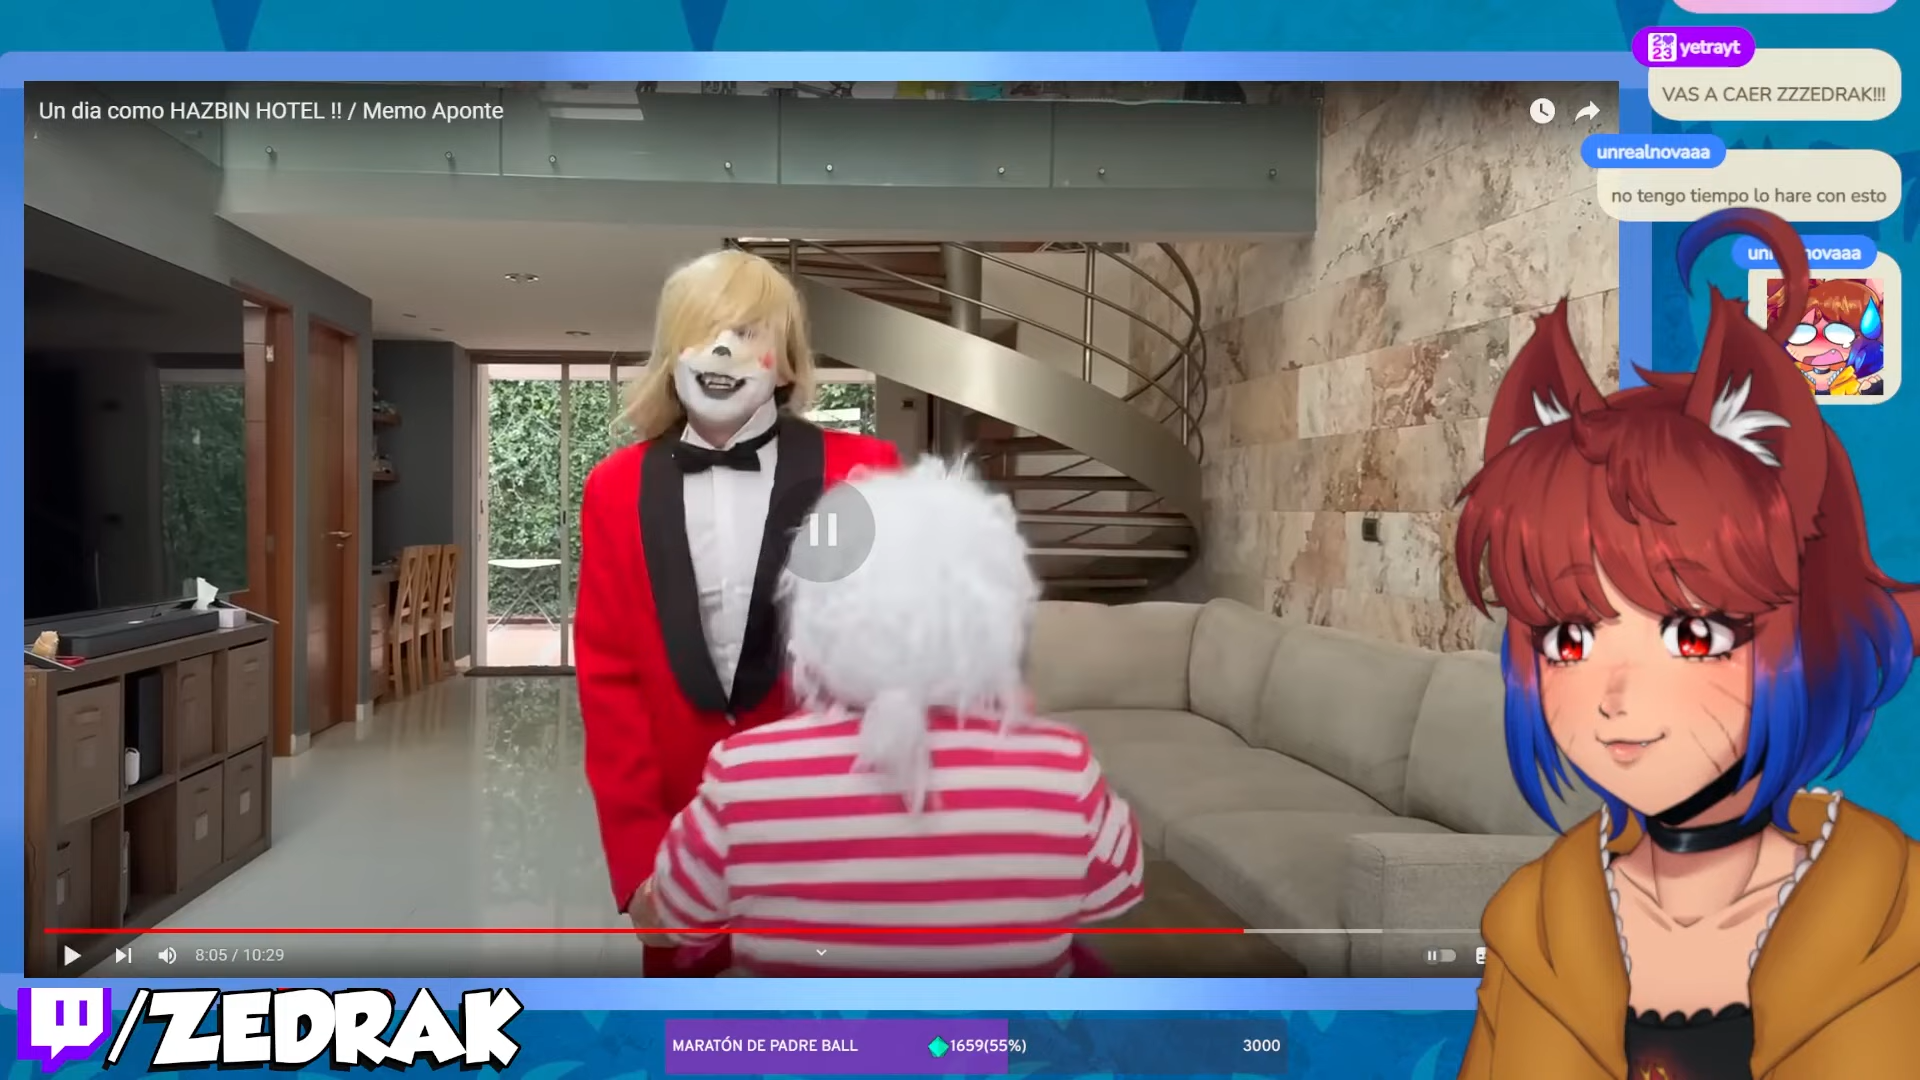 Un dia como HAZBIN HOTEL !! / Memo Aponte
yetrayt
VAS A CAER ZZZEDRAK!!!
unrealnovaaa
no tengo tiempo lo hare con esto
8:05 / 10:29
/ZEDRAK
MARATÓN DE PADRE BALL
1659(55%)
3000